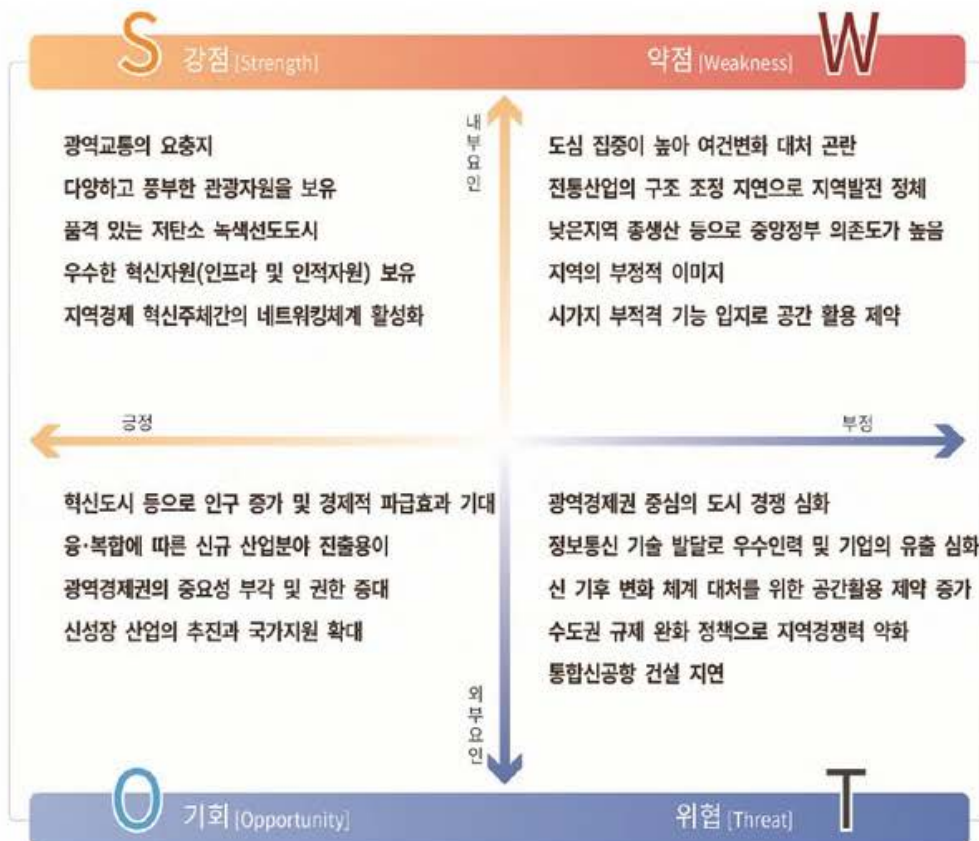 S 강점 [Strength]
약점 [Weakness] W
내부요인
광역교통의 요충지
다양하고 풍부한 관광자원을 보유
품격 있는 저탄소 녹색선도도시
우수한 혁신자원(인프라 및 인적자원) 보유
지역경제 혁신주체간의 네트워킹체계 활성화
도심 집중이 높아 여건변화 대처 곤란
전통산업의 구조 조정 지연으로 지역발전 정체
낮은지역 총생산 등으로 중앙정부 의존도가 높음
지역의 부정적 이미지
시가지 부적격 기능 입지로 공간 활용 제약
긍정
부정
혁신도시 등으로 인구 증가 및 경제적 파급효과 기대
융·복합에 따른 신규 산업분야 진출용이
광역경제권의 중요성 부각 및 권한 증대
신성장 산업의 추진과 국가지원 확대
광역경제권 중심의 도시 경쟁 심화
정보통신 기술 발달로 우수인력 및 기업의 유출 심화
신 기후 변화 체계 대처를 위한 공간활용 제약 증가
수도권 규제 완화 정책으로 지역경쟁력 약화
통합신공항 건설 지연
외부요인
O 기회 [Opportunity]
위협 [Threat] T